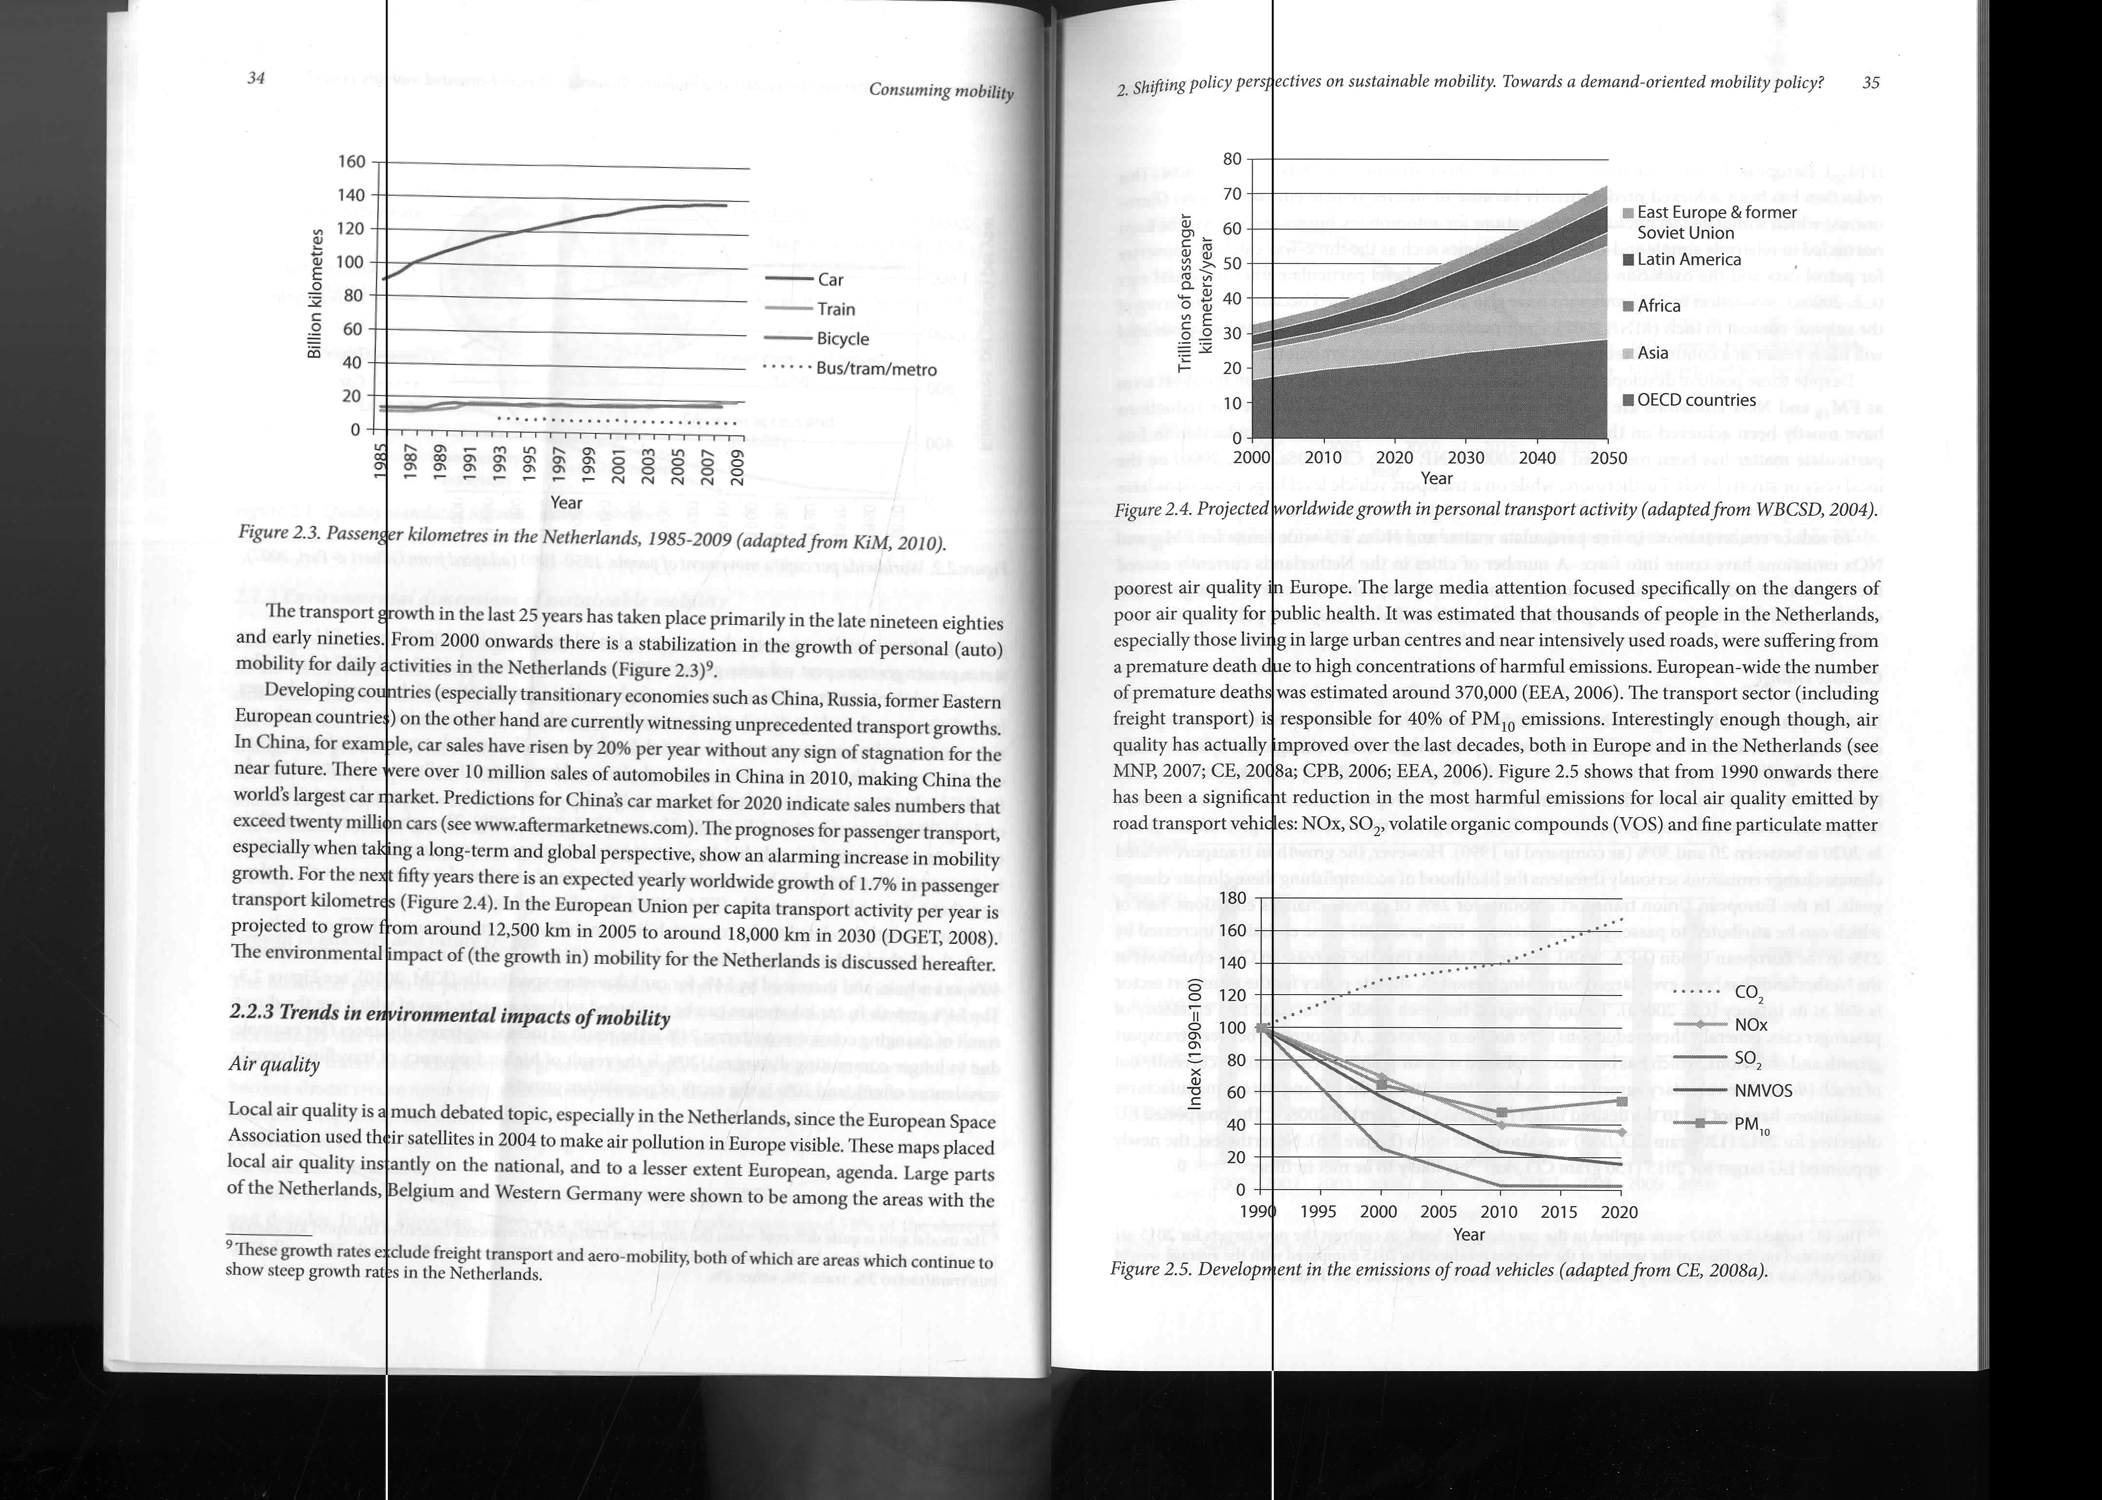 34
Consuming mobility
160
140
120
100
80
60
40
20
0
Billion kilometres
1985
1987
1989
1991
1993
1995
1997
1999
2001
2003
2005
2007
2009
Year
Car
Train
Bicycle
Bus/tram/metro
Figure 2.3. Passenger kilometres in the Netherlands, 1985-2009 (adapted from KiM, 2010).
The transport growth in the last 25 years has taken place primarily in the late nineteen eighties
and early nineties. From 2000 onwards there is a stabilization in the growth of personal (auto)
mobility for daily activities in the Netherlands (Figure 2.3)⁹.
Developing countries (especially transitionary economies such as China, Russia, former Eastern
European countries) on the other hand are currently witnessing unprecedented transport growths.
In China, for example, car sales have risen by 20% per year without any sign of stagnation for the
near future. There were over 10 million sales of automobiles in China in 2010, making China the
world's largest car market. Predictions for China's car market for 2020 indicate sales numbers that
exceed twenty million cars (see www.aftermarketnews.com). The prognoses for passenger transport,
especially when taking a long-term and global perspective, show an alarming increase in mobility
growth. For the next fifty years there is an expected yearly worldwide growth of 1.7% in passenger
transport kilometres (Figure 2.4). In the European Union per capita transport activity per year is
projected to grow from around 12,500 km in 2005 to around 18,000 km in 2030 (DGET, 2008).
The environmental impact of (the growth in) mobility for the Netherlands is discussed hereafter.
2.2.3 Trends in environmental impacts of mobility
Air quality
Local air quality is a much debated topic, especially in the Netherlands, since the European Space
Association used their satellites in 2004 to make air pollution in Europe visible. These maps placed
local air quality instantly on the national, and to a lesser extent European, agenda. Large parts
of the Netherlands, Belgium and Western Germany were shown to be among the areas with the
⁹ These growth rates exclude freight transport and aero-mobility, both of which are areas which continue to
show steep growth rates in the Netherlands.
2. Shifting policy perspectives on sustainable mobility. Towards a demand-oriented mobility policy?
35
80
70
60
50
40
30
20
10
0
Trillions of passenger
kilometers/year
2000
2010
2020
2030
2040
2050
Year
East Europe & former
Soviet Union
Latin America
Africa
Asia
OECD countries
Figure 2.4. Projected worldwide growth in personal transport activity (adapted from WBCSD, 2004).
poorest air quality in Europe. The large media attention focused specifically on the dangers of
poor air quality for public health. It was estimated that thousands of people in the Netherlands,
especially those living in large urban centres and near intensively used roads, were suffering from
a premature death due to high concentrations of harmful emissions. European-wide the number
of premature deaths was estimated around 370,000 (EEA, 2006). The transport sector (including
freight transport) is responsible for 40% of PM₁₀ emissions. Interestingly enough though, air
quality has actually improved over the last decades, both in Europe and in the Netherlands (see
MNP, 2007; CE, 2008a; CPB, 2006; EEA, 2006). Figure 2.5 shows that from 1990 onwards there
has been a significant reduction in the most harmful emissions for local air quality emitted by
road transport vehicles: NOx, SO₂, volatile organic compounds (VOS) and fine particulate matter
180
160
140
120
100
80
60
40
20
0
Index (1990=100)
1990
1995
2000
2005
2010
2015
2020
Year
CO₂
NOx
SO₂
NMVOS
PM₁₀
Figure 2.5. Development in the emissions of road vehicles (adapted from CE, 2008a).